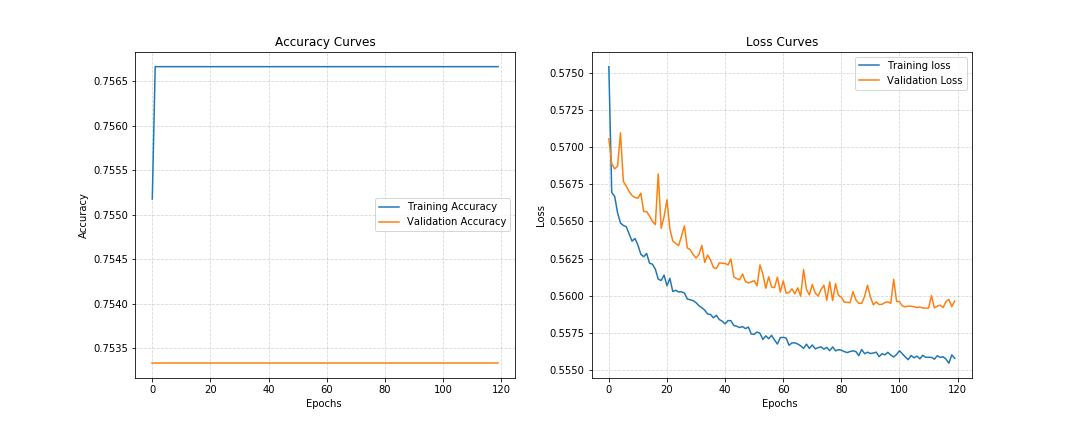 Accuracy Curves
Accuracy
0.7565
0.7560
0.7555
0.7550
0.7545
0.7540
0.7535
Training Accuracy
Validation Accuracy
0 20 40 60 80 100 120
Epochs
Loss Curves
Loss
0.5750
0.5725
0.5700
0.5675
0.5650
0.5625
0.5600
0.5575
0.5550
Training loss
Validation Loss
0 20 40 60 80 100 120
Epochs